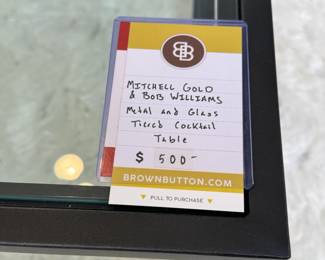 BB
MITCHELL GOLD
& BOB WILLIAMS
Metal and Glass
Tiered Cocktail
Table
$ 500-
BROWNBUTTON.COM
▼ PULL TO PURCHASE ▼